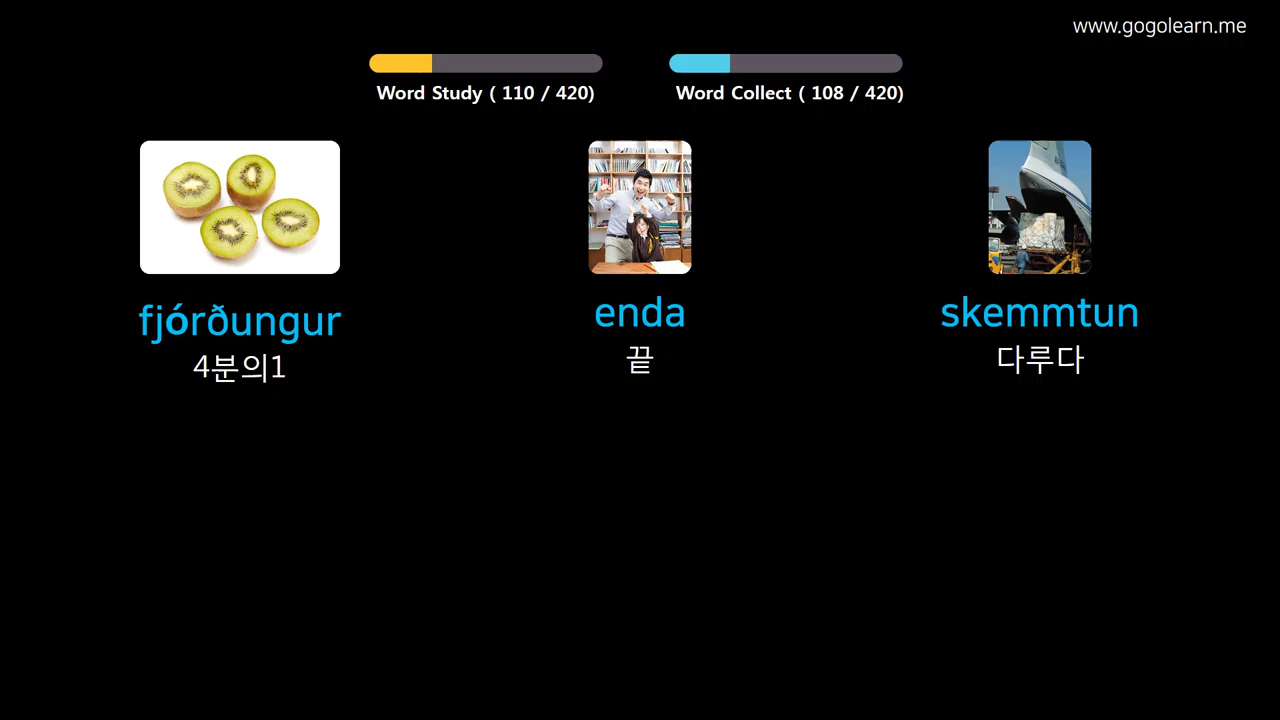 www.gogolearn.me
Word Study ( 110 / 420)
Word Collect ( 108 / 420)
fjórðungur
4분의1
enda
끝
skemmtun
다루다